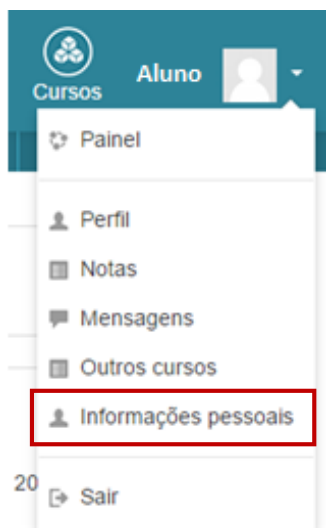 Cursos
Aluno
Painel
Perfil
Notas
Mensagens
Outros cursos
Informações pessoais
20
Sair